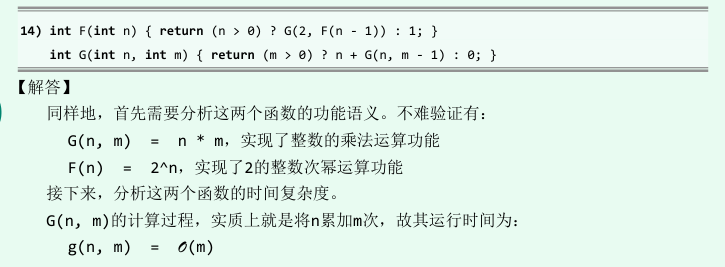 14) int F(int n) { return (n > 0) ? G(2, F(n - 1)) : 1; }
int G(int n, int m) { return (m > 0) ? n + G(n, m - 1) : 0; }
【解答】
同样地，首先需要分析这两个函数的功能语义。不难验证有：
G(n, m) = n * m，实现了整数的乘法运算功能
F(n) = 2^n，实现了2的整数次幂运算功能
接下来，分析这两个函数的时间复杂度。
G(n, m)的计算过程，实质上就是将n累加m次，故其运行时间为：
g(n, m) = O(m)